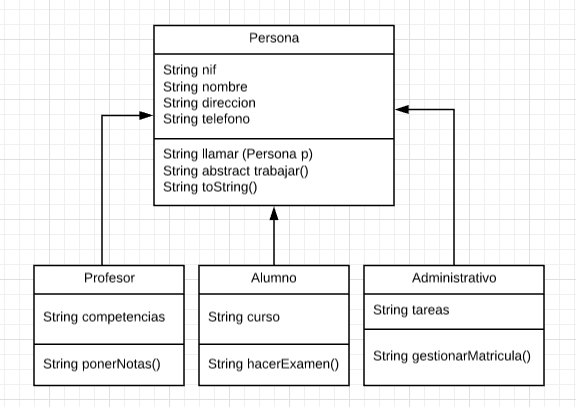 Persona
String nif
String nombre
String direccion
String telefono
String llamar (Persona p)
String abstract trabajar()
String toString()
Profesor
String competencias
String ponerNotas()
Alumno
String curso
String hacerExamen()
Administrativo
String tareas
String gestionarMatricula()